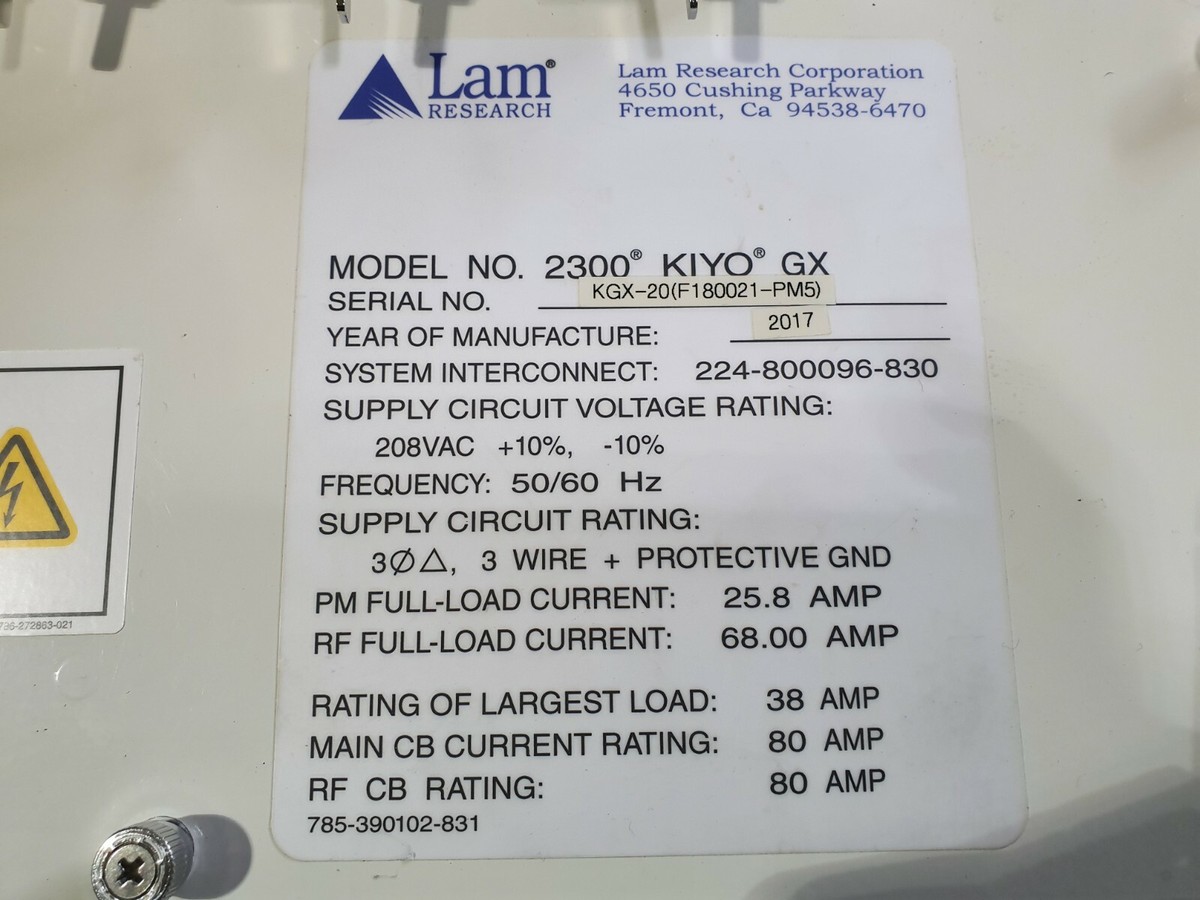 Lam®
RESEARCH
Lam Research Corporation
4650 Cushing Parkway
Fremont, Ca 94538-6470
MODEL NO. 2300® KIYO® GX
SERIAL NO. KGX-20(F180021-PM5)
YEAR OF MANUFACTURE: 2017
SYSTEM INTERCONNECT: 224-800096-830
SUPPLY CIRCUIT VOLTAGE RATING:
208VAC +10%, -10%
FREQUENCY: 50/60 Hz
SUPPLY CIRCUIT RATING:
3∅△, 3 WIRE + PROTECTIVE GND
PM FULL-LOAD CURRENT: 25.8 AMP
RF FULL-LOAD CURRENT: 68.00 AMP
RATING OF LARGEST LOAD: 38 AMP
MAIN CB CURRENT RATING: 80 AMP
RF CB RATING: 80 AMP
785-390102-831
736-272863-021